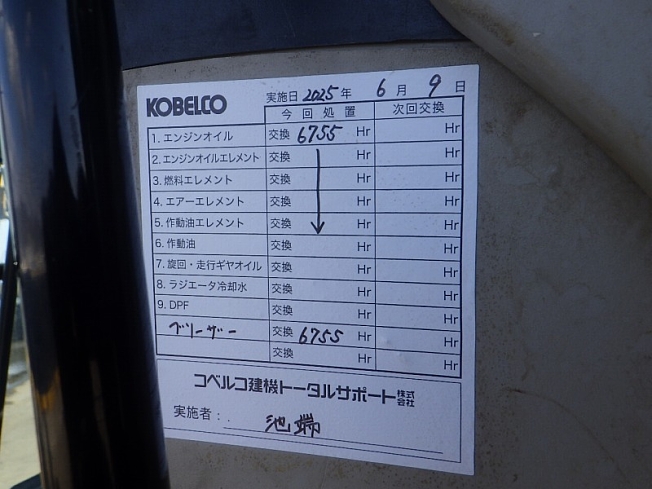 KOBELCO 実施日 2025年 6月 9日
今回処置 次回交換
1. エンジンオイル 交換 6755 Hr Hr
2. エンジンオイルエレメント 交換 Hr Hr
3. 燃料エレメント 交換 Hr Hr
4. エアーエレメント 交換 Hr Hr
5. 作動油エレメント 交換 ↓ Hr Hr
6. 作動油 交換 Hr Hr
7. 旋回・走行ギヤオイル 交換 Hr Hr
8. ラジエータ冷却水 交換 Hr Hr
9. DPF 交換 Hr Hr
ブリーザー 交換 6755 Hr Hr
交換 Hr Hr
コベルコ建機トータルサポート株式会社
実施者: 池端